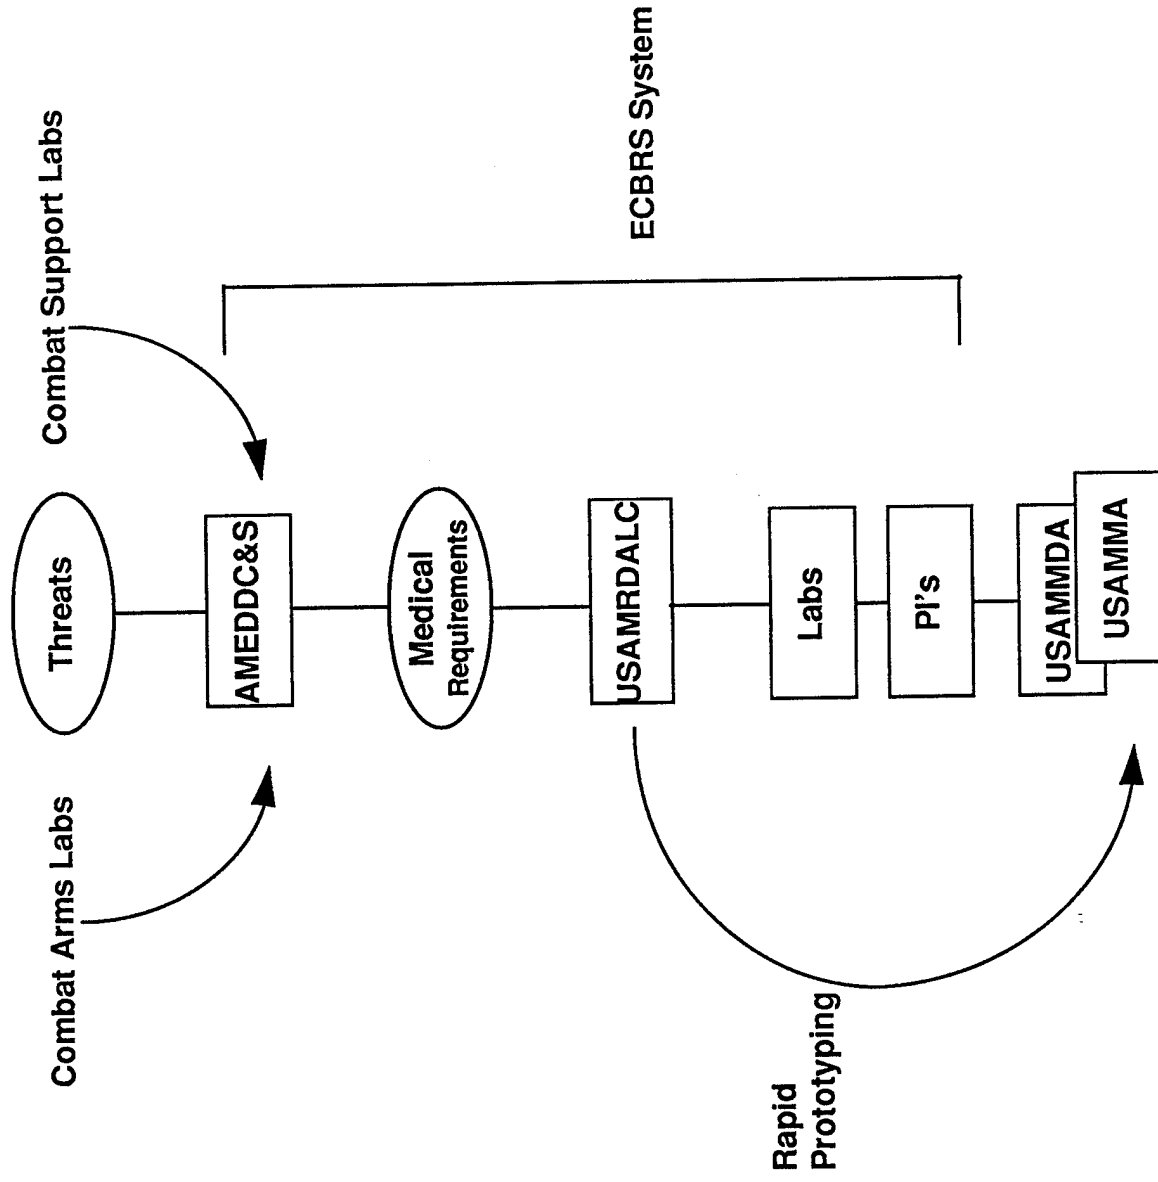 Combat Arms Labs
Threats
Combat Support Labs
AMEDDC&S
Medical
Requirements
USAMRDALC
ECBRS System
Rapid
Prototyping
Labs
PI's
USAMMDA
USAMMA